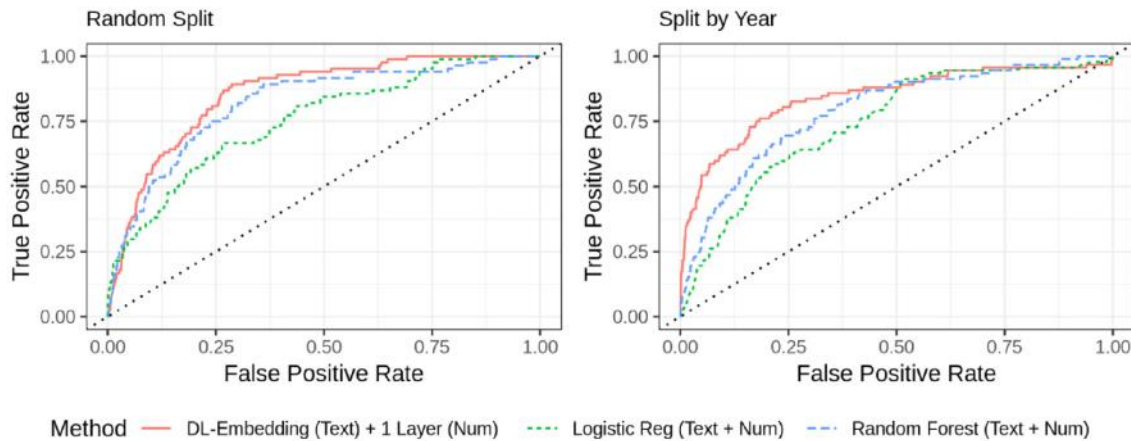 Random Split
Split by Year
1.00
0.75
0.50
0.25
0.00
True Positive Rate
0.00 0.25 0.50 0.75 1.00
False Positive Rate
1.00
0.75
0.50
0.25
0.00
True Positive Rate
0.00 0.25 0.50 0.75 1.00
False Positive Rate
Method DL-Embedding (Text) + 1 Layer (Num) Logistic Reg (Text + Num) Random Forest (Text + Num)